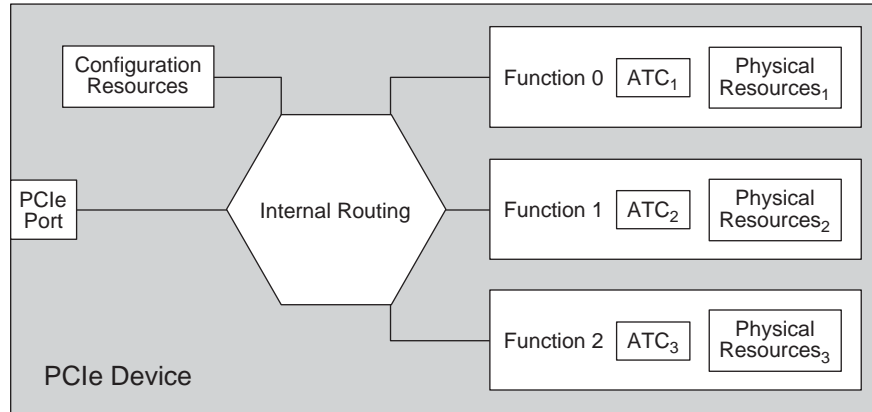 Configuration
Resources
PCIe
Port
Internal Routing
Function 0
ATC₁
Physical
Resources₁
Function 1
ATC₂
Physical
Resources₂
Function 2
ATC₃
Physical
Resources₃
PCIe Device